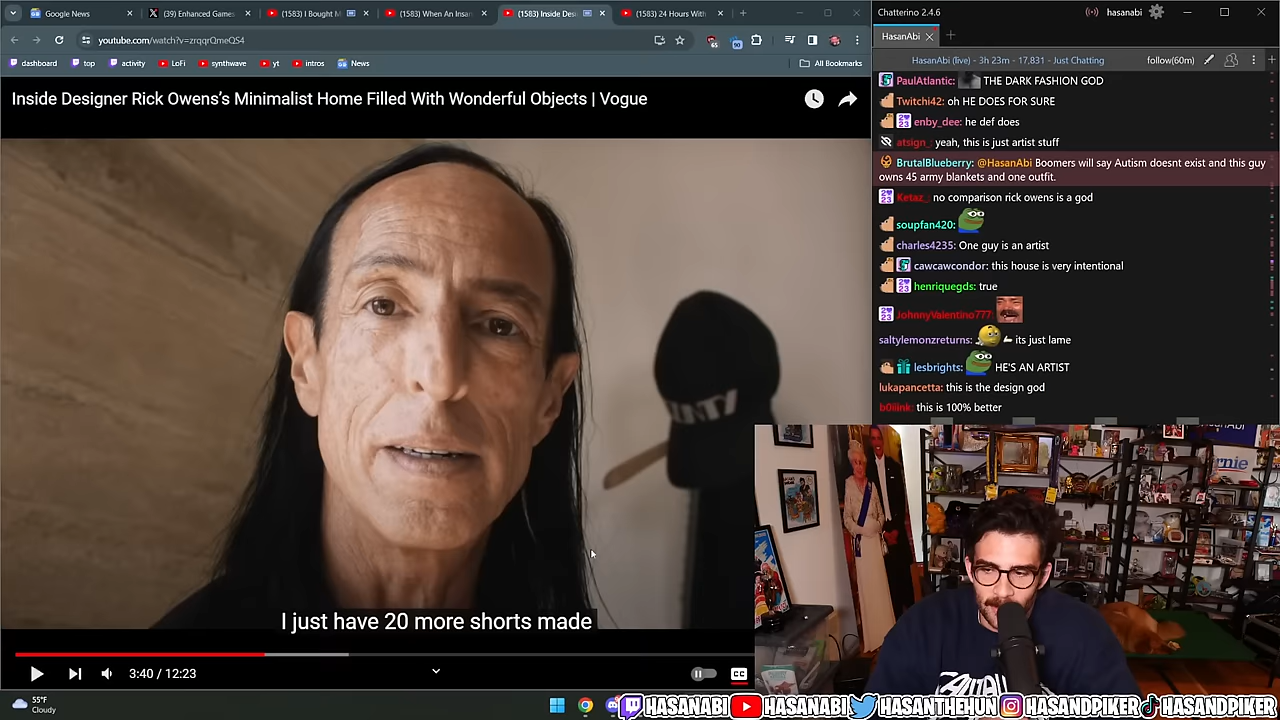 Google News
(39) Enhanced Games
(1583) I Bought M
(1583) When An Insan
(1583) Inside Des
(1583) 24 Hours With
youtube.com/watch?v=zrqqrQmeQS4
dashboard
top
activity
LoFi
synthwave
yt
intros
News
All Bookmarks
Inside Designer Rick Owens's Minimalist Home Filled With Wonderful Objects | Vogue
I just have 20 more shorts made
3:40 / 12:23
CC
55°F
Cloudy
Chatterino 2.4.6
hasanabi
HasanAbi
HasanAbi (live) - 3h 23m - 17,831 - Just Chatting
follow(60m)
PaulAtlantic: THE DARK FASHION GOD
Twitchi42: oh HE DOES FOR SURE
enby_dee: he def does
atsign_: yeah, this is just artist stuff
BrutalBlueberry: @HasanAbi Boomers will say Autism doesnt exist and this guy
owns 45 army blankets and one outfit.
Ketaz_: no comparison rick owens is a god
soupfan420:
charles4235: One guy is an artist
cawcawcondor: this house is very intentional
henriquegds: true
JohnnyValentino777:
saltylemonzreturns: its just lame
lesbrights: HE'S AN ARTIST
lukapancetta: this is the design god
b0iiink: this is 100% better
HASANABI
HASANABI
HASANTHEHUN
HASANDPIKER
HASANDPIKER